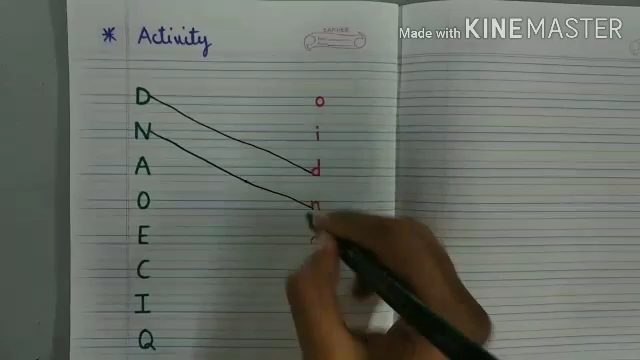 Made with KINEMASTER
* Activity
D o
N i
A d
O n
E
C
I
Q